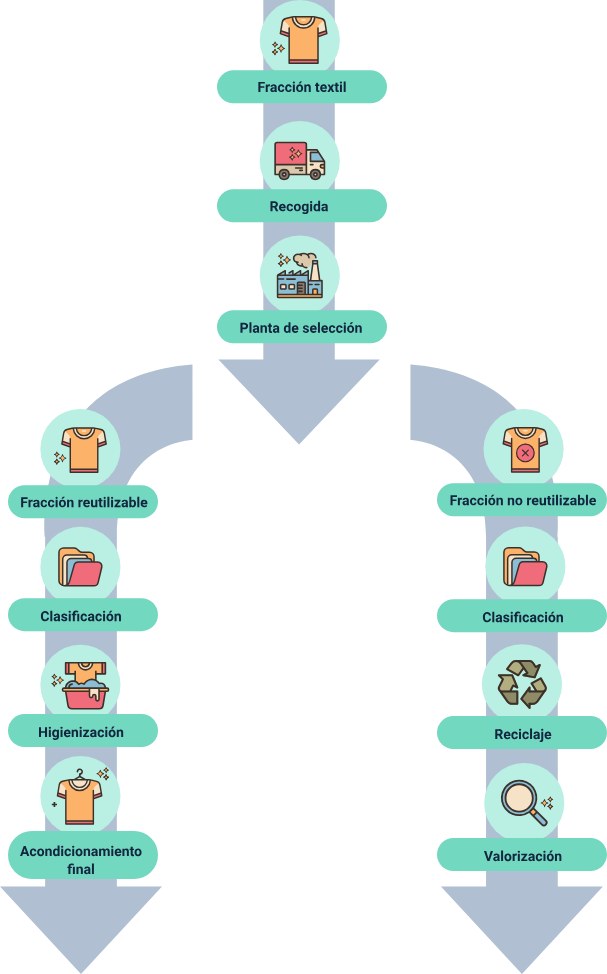 Fracción textil
Recogida
Planta de selección
Fracción reutilizable
Clasificación
Higienización
Acondicionamiento
final
Fracción no reutilizable
Clasificación
Reciclaje
Valorización